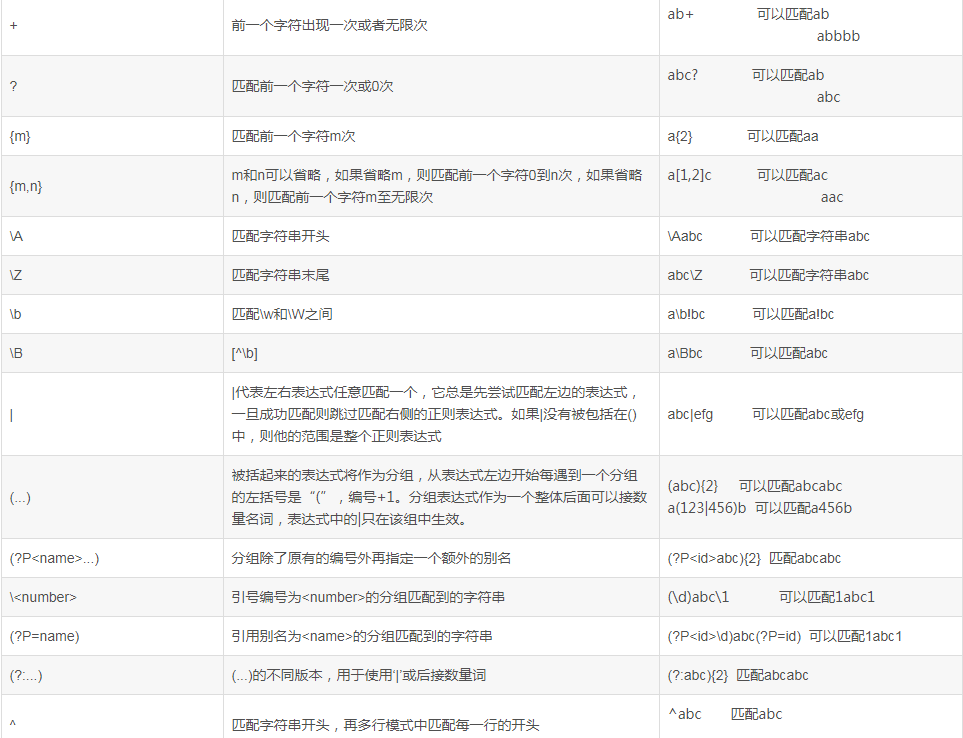 + 前一个字符出现一次或者无限次 ab+ 可以匹配ab
abbbb
? 匹配前一个字符一次或0次 abc? 可以匹配ab
abc
{m} 匹配前一个字符m次 a{2} 可以匹配aa
{m,n} m和n可以省略，如果省略m，则匹配前一个字符0到n次，如果省略 a[1,2]c 可以匹配ac
n，则匹配前一个字符m至无限次 aac
\A 匹配字符串开头 \Aabc 可以匹配字符串abc
\Z 匹配字符串末尾 abc\Z 可以匹配字符串abc
\b 匹配\w和\W之间 a\b!bc 可以匹配a!bc
\B [^\b] a\Bbc 可以匹配abc
| |代表左右表达式任意匹配一个，它总是先尝试匹配左边的表达式，
一旦成功匹配则跳过匹配右侧的正则表达式。如果|没有被包括在() abc|efg 可以匹配abc或efg
中，则他的范围是整个正则表达式
(...) 被括起来的表达式将作为分组，从表达式左边开始每遇到一个分组
的左括号是“(”，编号+1。分组表达式作为一个整体后面可以接数 (abc){2} 可以匹配abcabc
量名词，表达式中的|只在该组中生效。 a(123|456)b 可以匹配a456b
(?P<name>...) 分组除了原有的编号外再指定一个额外的别名 (?P<id>abc){2} 匹配abcabc
\<number> 引号编号为<number>的分组匹配到的字符串 (\d)abc\1 可以匹配1abc1
(?P=name) 引用别名为<name>的分组匹配到的字符串 (?P<id>\d)abc(?P=id) 可以匹配1abc1
(?:...) (...)的不同版本，用于使用'|'或后接数量词 (?:abc){2} 匹配abcabc
^ 匹配字符串开头，再多行模式中匹配每一行的开头 ^abc 匹配abc